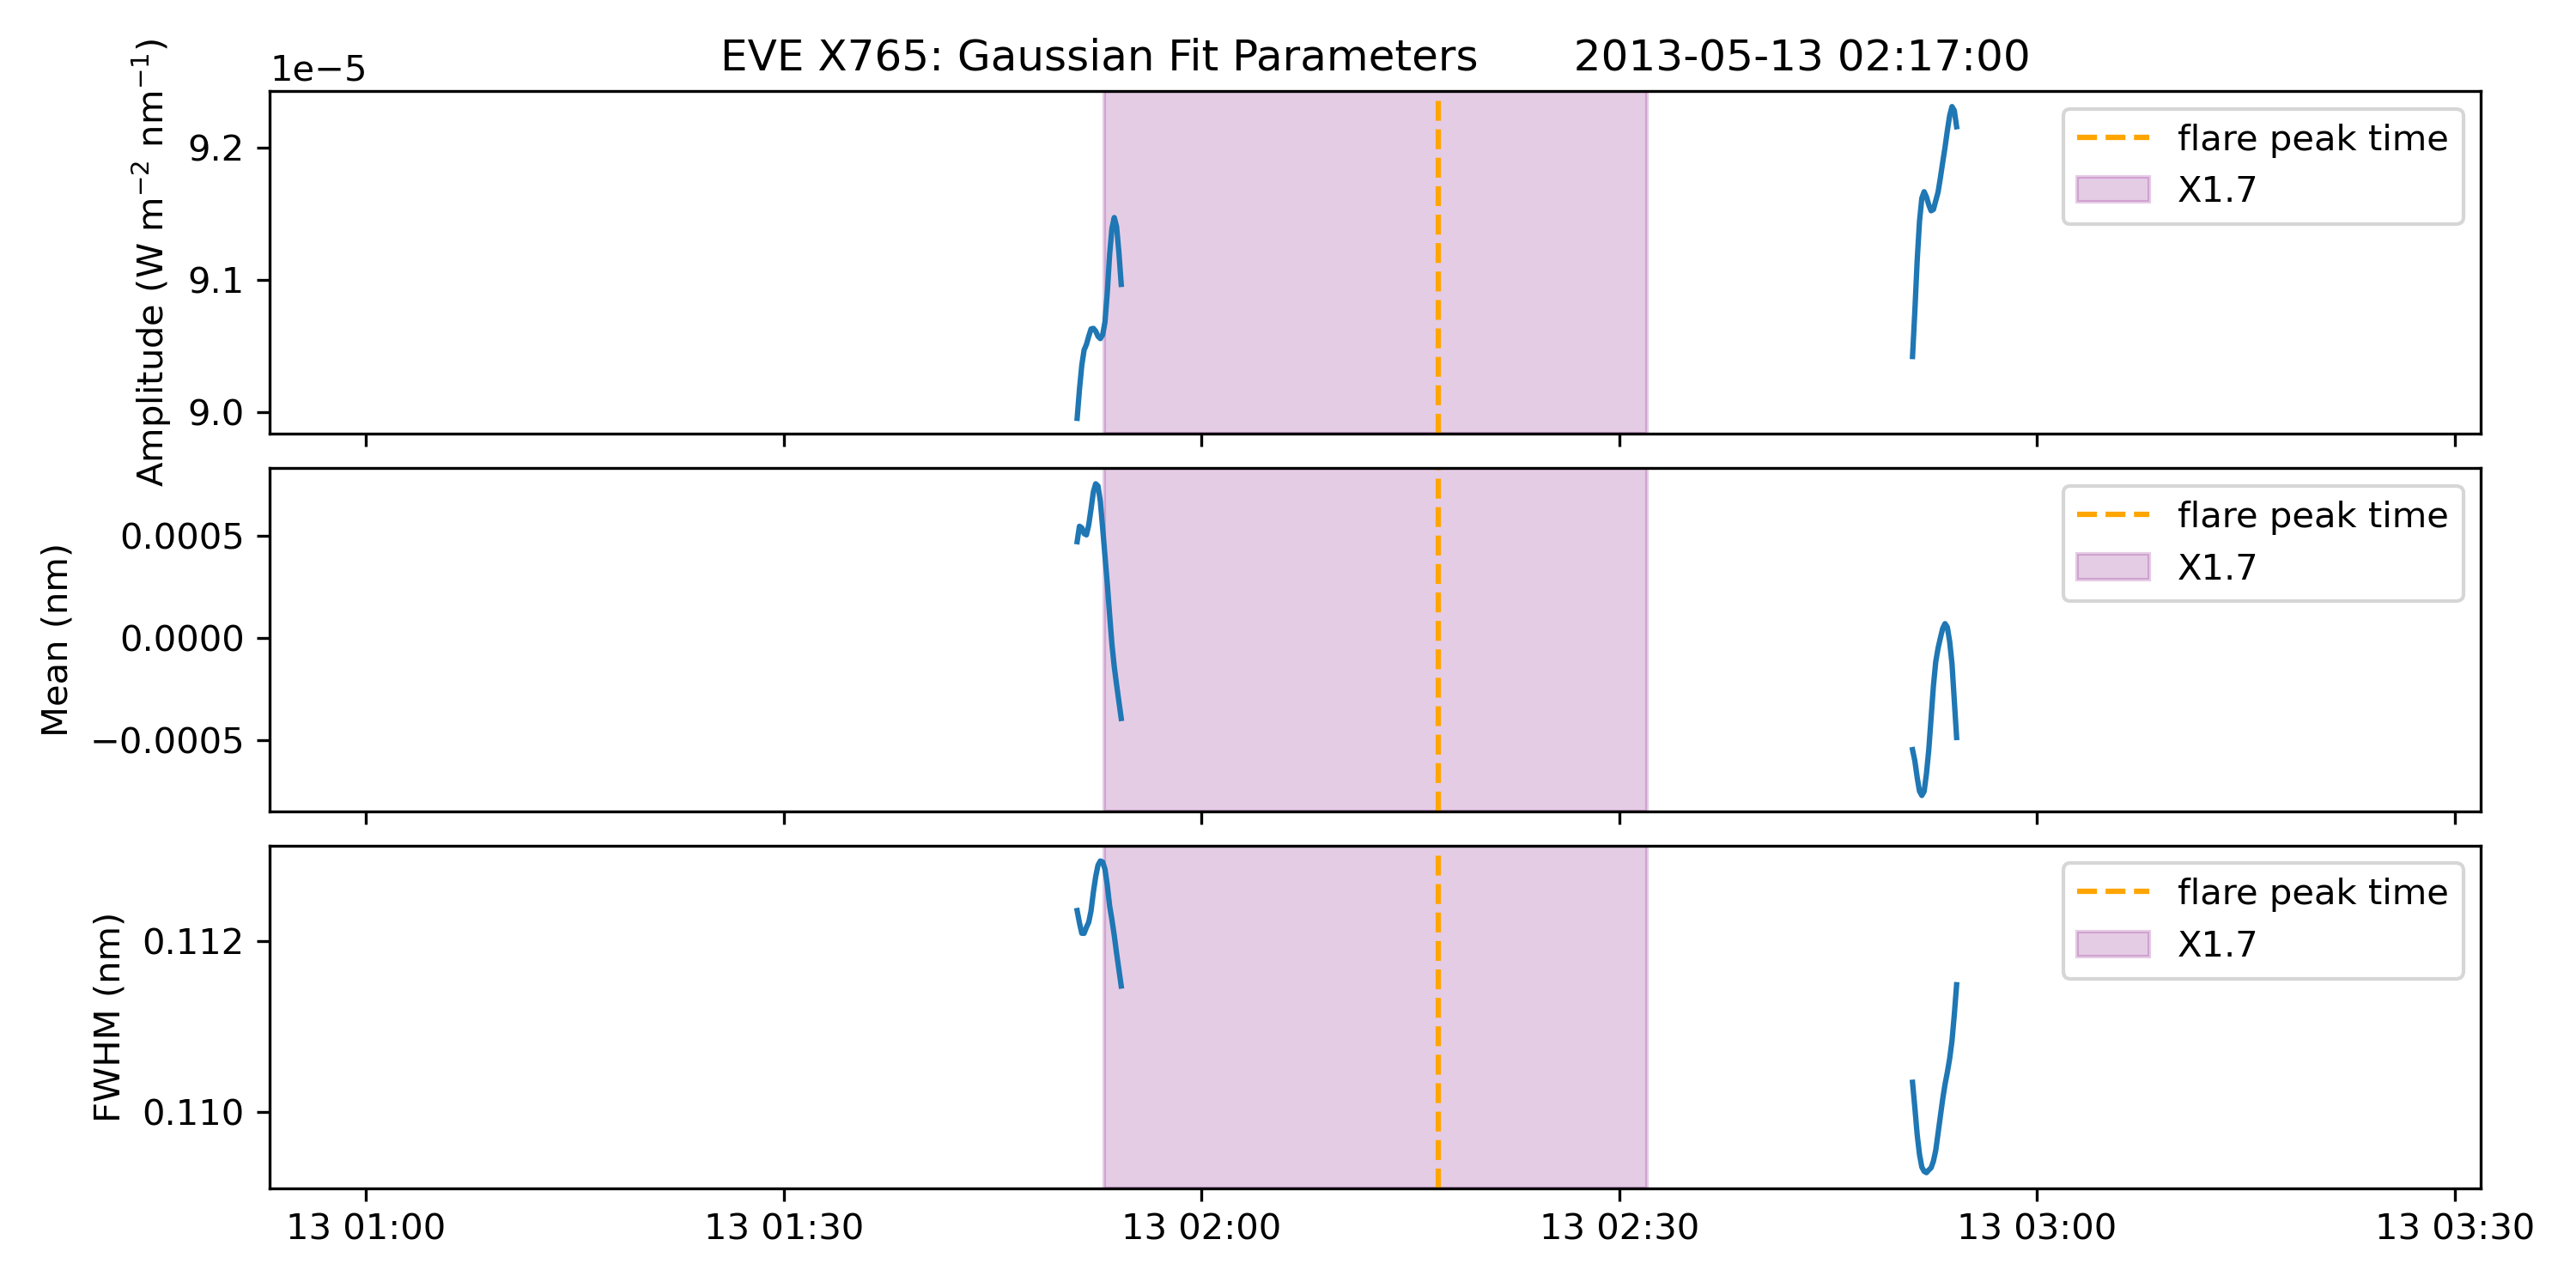 EVE X765: Gaussian Fit Parameters 2013-05-13 02:17:00
1e−5
Amplitude (W m⁻² nm⁻¹)
9.2
9.1
9.0
flare peak time
X1.7
Mean (nm)
0.0005
0.0000
−0.0005
flare peak time
X1.7
FWHM (nm)
0.112
0.110
flare peak time
X1.7
13 01:00 13 01:30 13 02:00 13 02:30 13 03:00 13 03:30